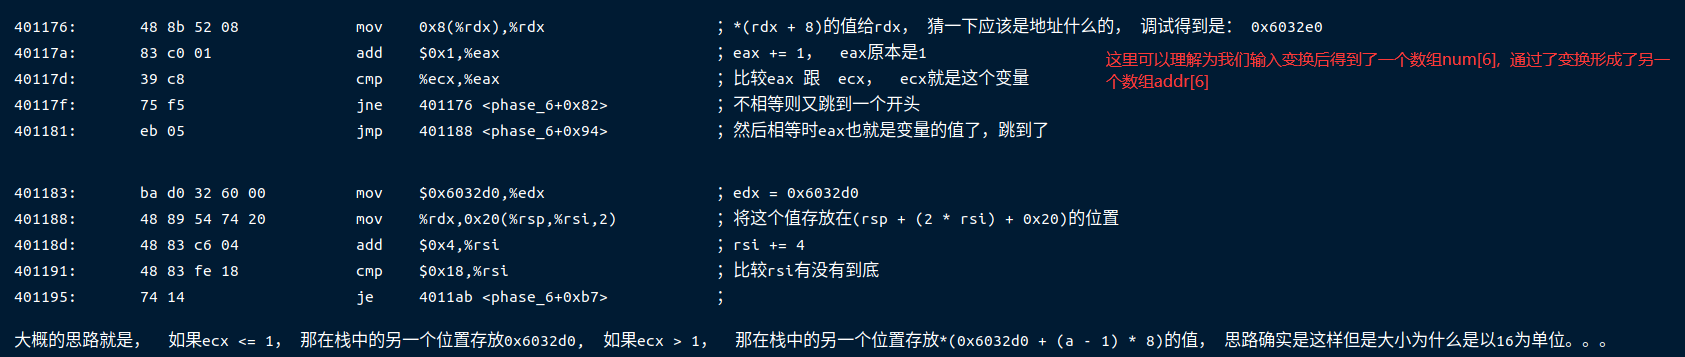 401176: 48 8b 52 08 mov 0x8(%rdx),%rdx ；*(rdx + 8)的值给rdx， 猜一下应该是地址什么的， 调试得到是： 0x6032e0
40117a: 83 c0 01 add $0x1,%eax ；eax += 1， eax原本是1
这里可以理解为我们输入变换后得到了一个数组num[6]，通过了变换形成了另一
个数组addr[6]
40117d: 39 c8 cmp %ecx,%eax ；比较eax 跟 ecx， ecx就是这个变量
40117f: 75 f5 jne 401176 <phase_6+0x82> ；不相等则又跳到一个开头
401181: eb 05 jmp 401188 <phase_6+0x94> ；然后相等时eax也就是变量的值了，跳到了
401183: ba d0 32 60 00 mov $0x6032d0,%edx ；edx = 0x6032d0
401188: 48 89 54 74 20 mov %rdx,0x20(%rsp,%rsi,2) ；将这个值存放在(rsp + (2 * rsi) + 0x20)的位置
40118d: 48 83 c6 04 add $0x4,%rsi ；rsi += 4
401191: 48 83 fe 18 cmp $0x18,%rsi ；比较rsi有没有到底
401195: 74 14 je 4011ab <phase_6+0xb7> ；
大概的思路就是， 如果ecx <= 1， 那在栈中的另一个位置存放0x6032d0, 如果ecx > 1， 那在栈中的另一个位置存放*(0x6032d0 + (a - 1) * 8)的值， 思路确实是这样但是大小为什么是以16为单位。。。